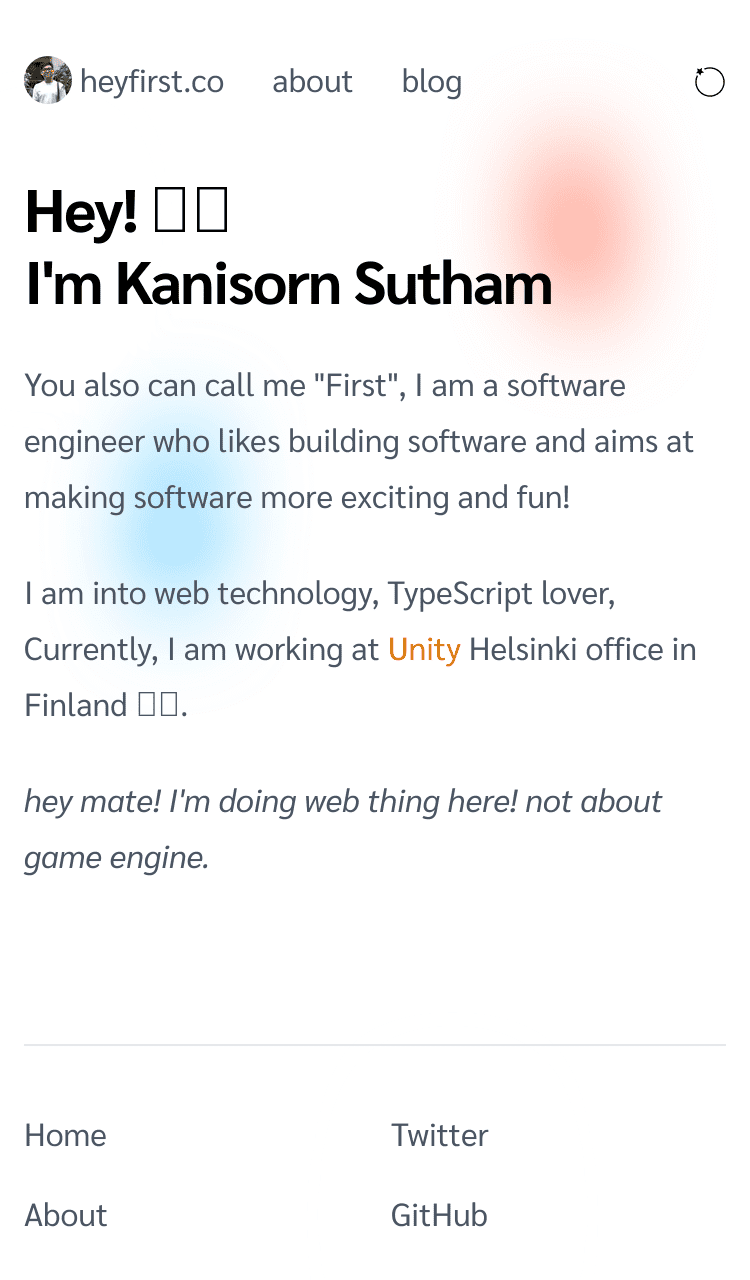 heyfirst.co about blog
Hey!
I'm Kanisorn Sutham
You also can call me "First", I am a software
engineer who likes building software and aims at
making software more exciting and fun!
I am into web technology, TypeScript lover,
Currently, I am working at Unity Helsinki office in
Finland .
hey mate! I'm doing web thing here! not about
game engine.
Home Twitter
About GitHub